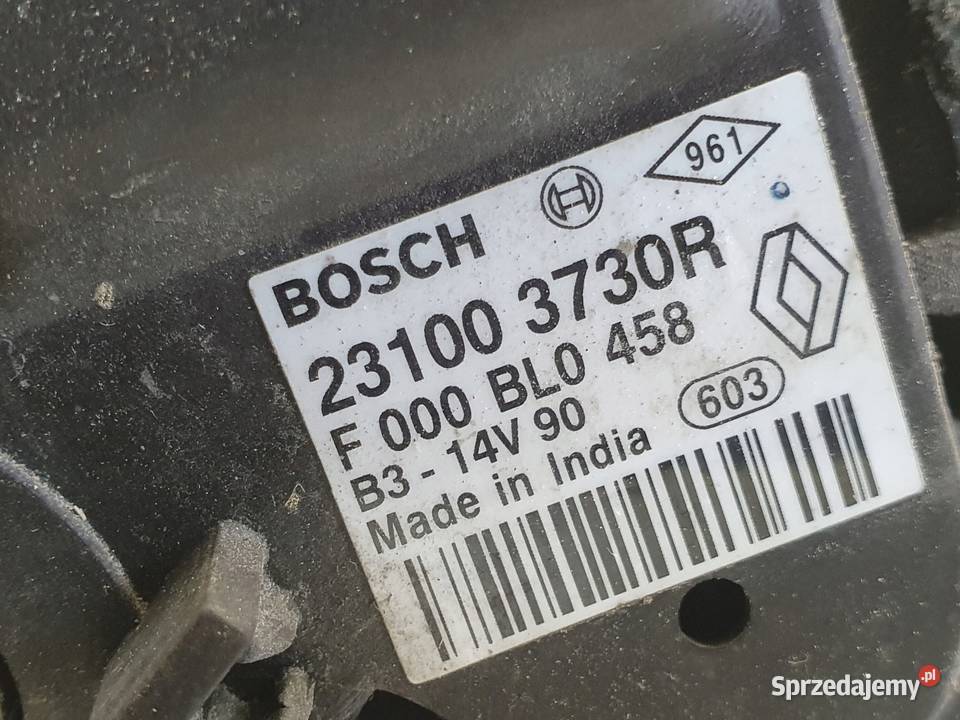 961
BOSCH
23100 3730R
F 000 BL0 458
B3 - 14V 90
603
Made in India
Sprzedajemy.pl